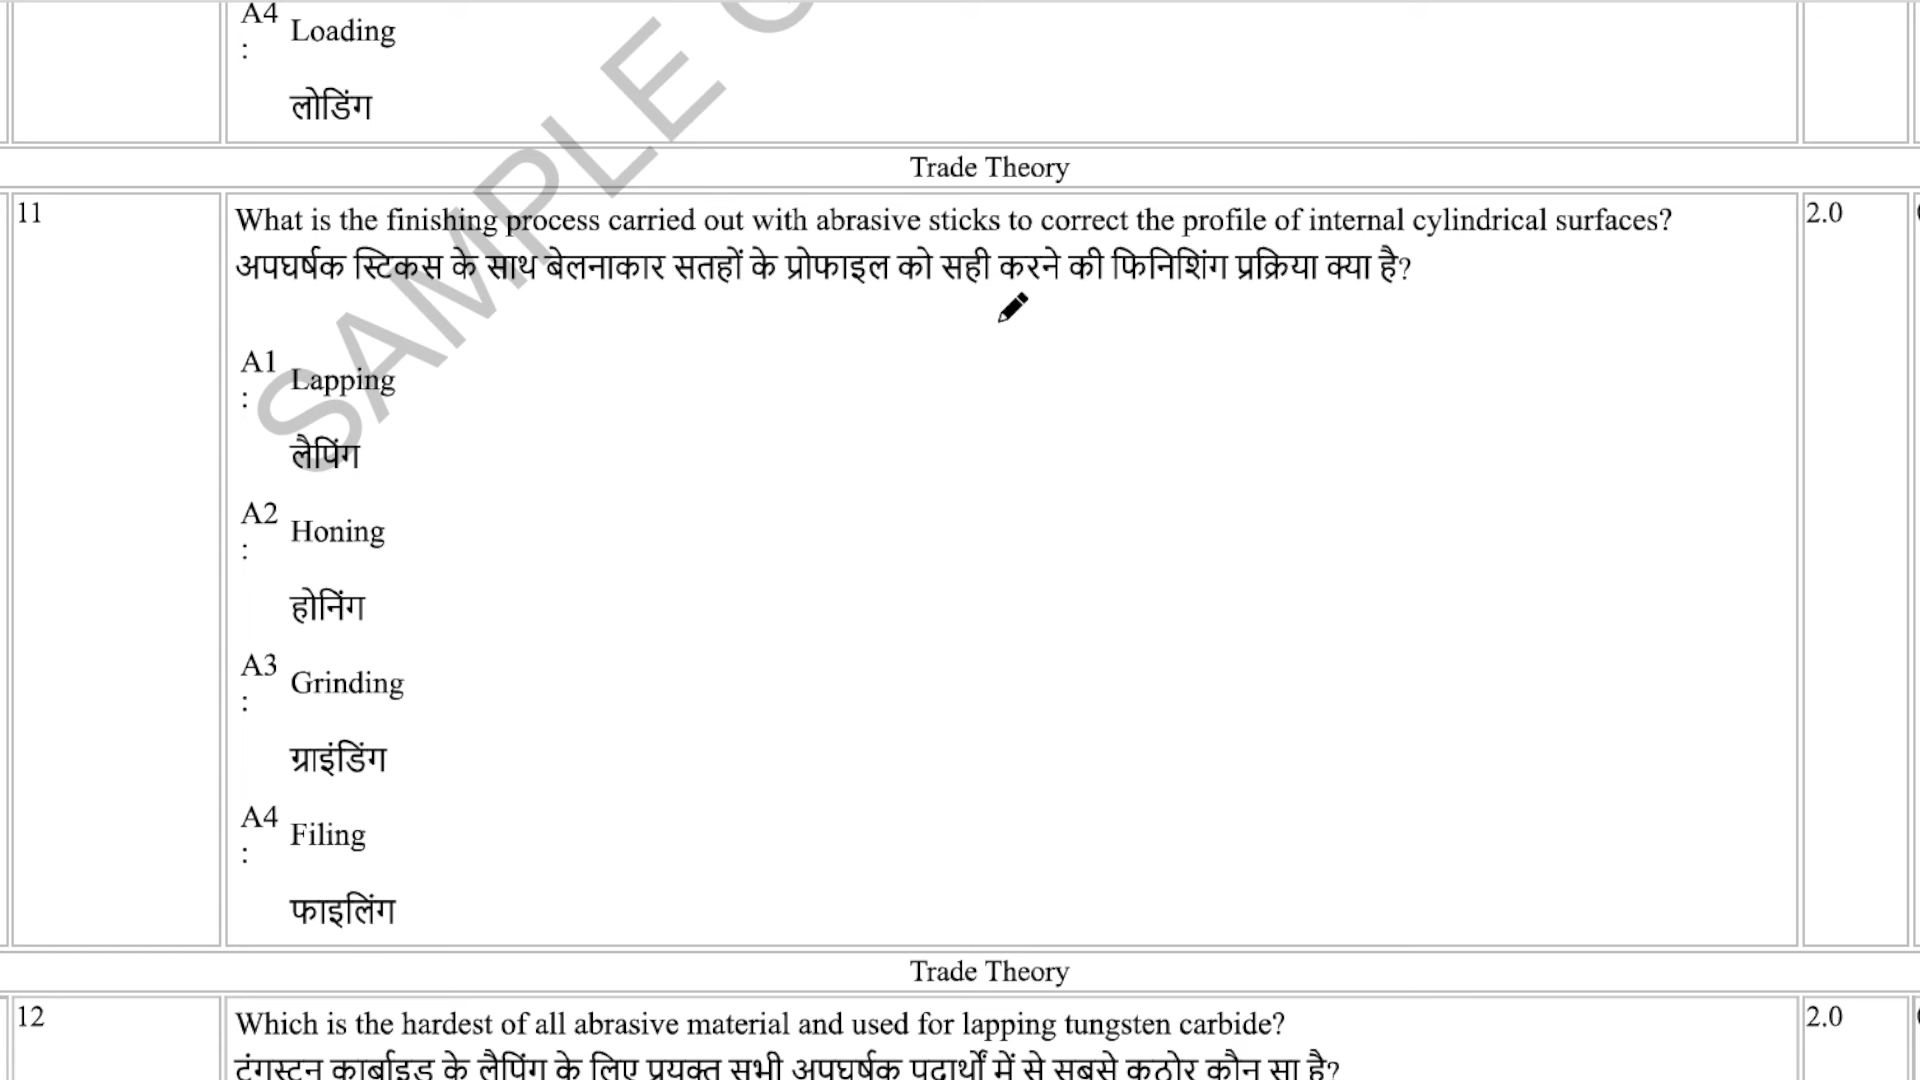 A4
: Loading
लोडिंग
Trade Theory
11
What is the finishing process carried out with abrasive sticks to correct the profile of internal cylindrical surfaces?
2.0
अपघर्षक स्टिकस के साथ बेलनाकार सतहों के प्रोफाइल को सही करने की फिनिशिंग प्रक्रिया क्या है?
A1
: Lapping
लैपिंग
A2
: Honing
होनिंग
A3
: Grinding
ग्राइंडिंग
A4
: Filing
फाइलिंग
Trade Theory
12
Which is the hardest of all abrasive material and used for lapping tungsten carbide?
2.0
टंगस्टन कार्बाइड के लैपिंग के लिए प्रयुक्त सभी अपघर्षक पदार्थों में से सबसे कठोर कौन सा है?
SAMPLE